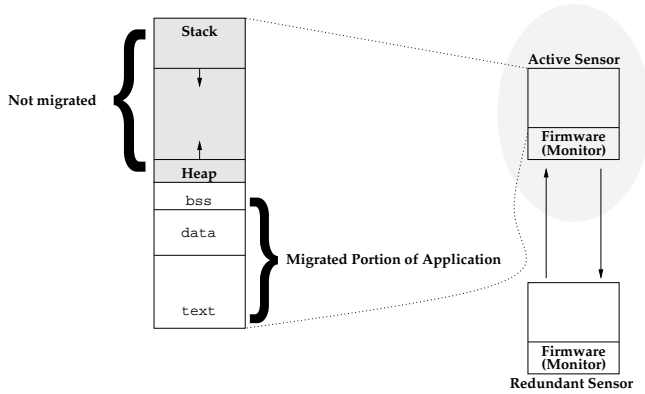 Stack
Not migrated
Heap
bss
data
text
Migrated Portion of Application
Active Sensor
Firmware
(Monitor)
Firmware
(Monitor)
Redundant Sensor